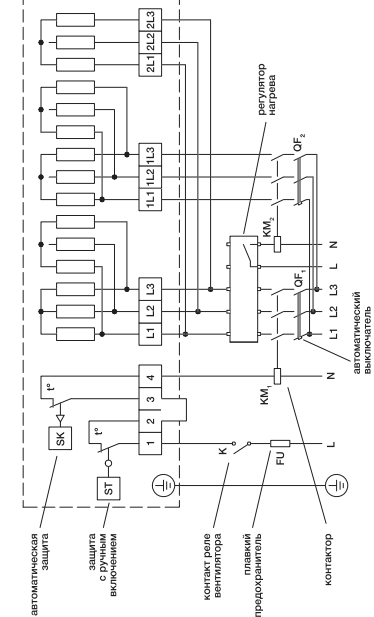 автоматическая
защита
защита
с ручным
включением
контакт реле
вентилятора
плавкий
предохранитель
контактор
автоматический
выключатель
регулятор
нагрева
SK
t°
ST
t°
1
2
3
4
L1
L2
L3
1L1
1L2
1L3
2L1
2L2
2L3
K
FU
L
KM₁
N
QF₁
L1
L2
L3
L
N
KM₂
QF₂